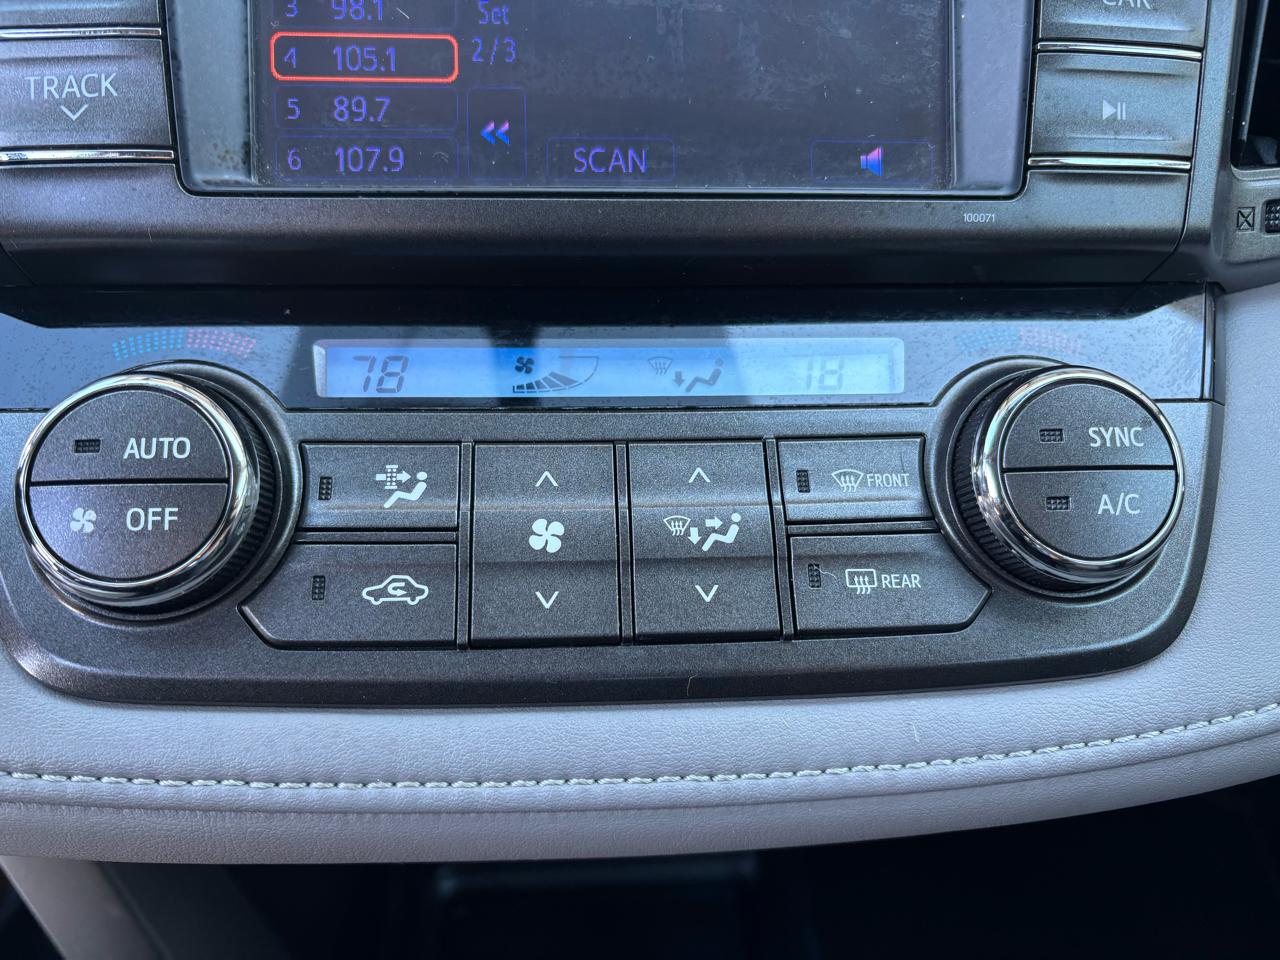 3 98.1
Set
CAR
4 105.1
2/3
TRACK
5 89.7
6 107.9
SCAN
100071
78
78
AUTO
OFF
FRONT
REAR
SYNC
A/C